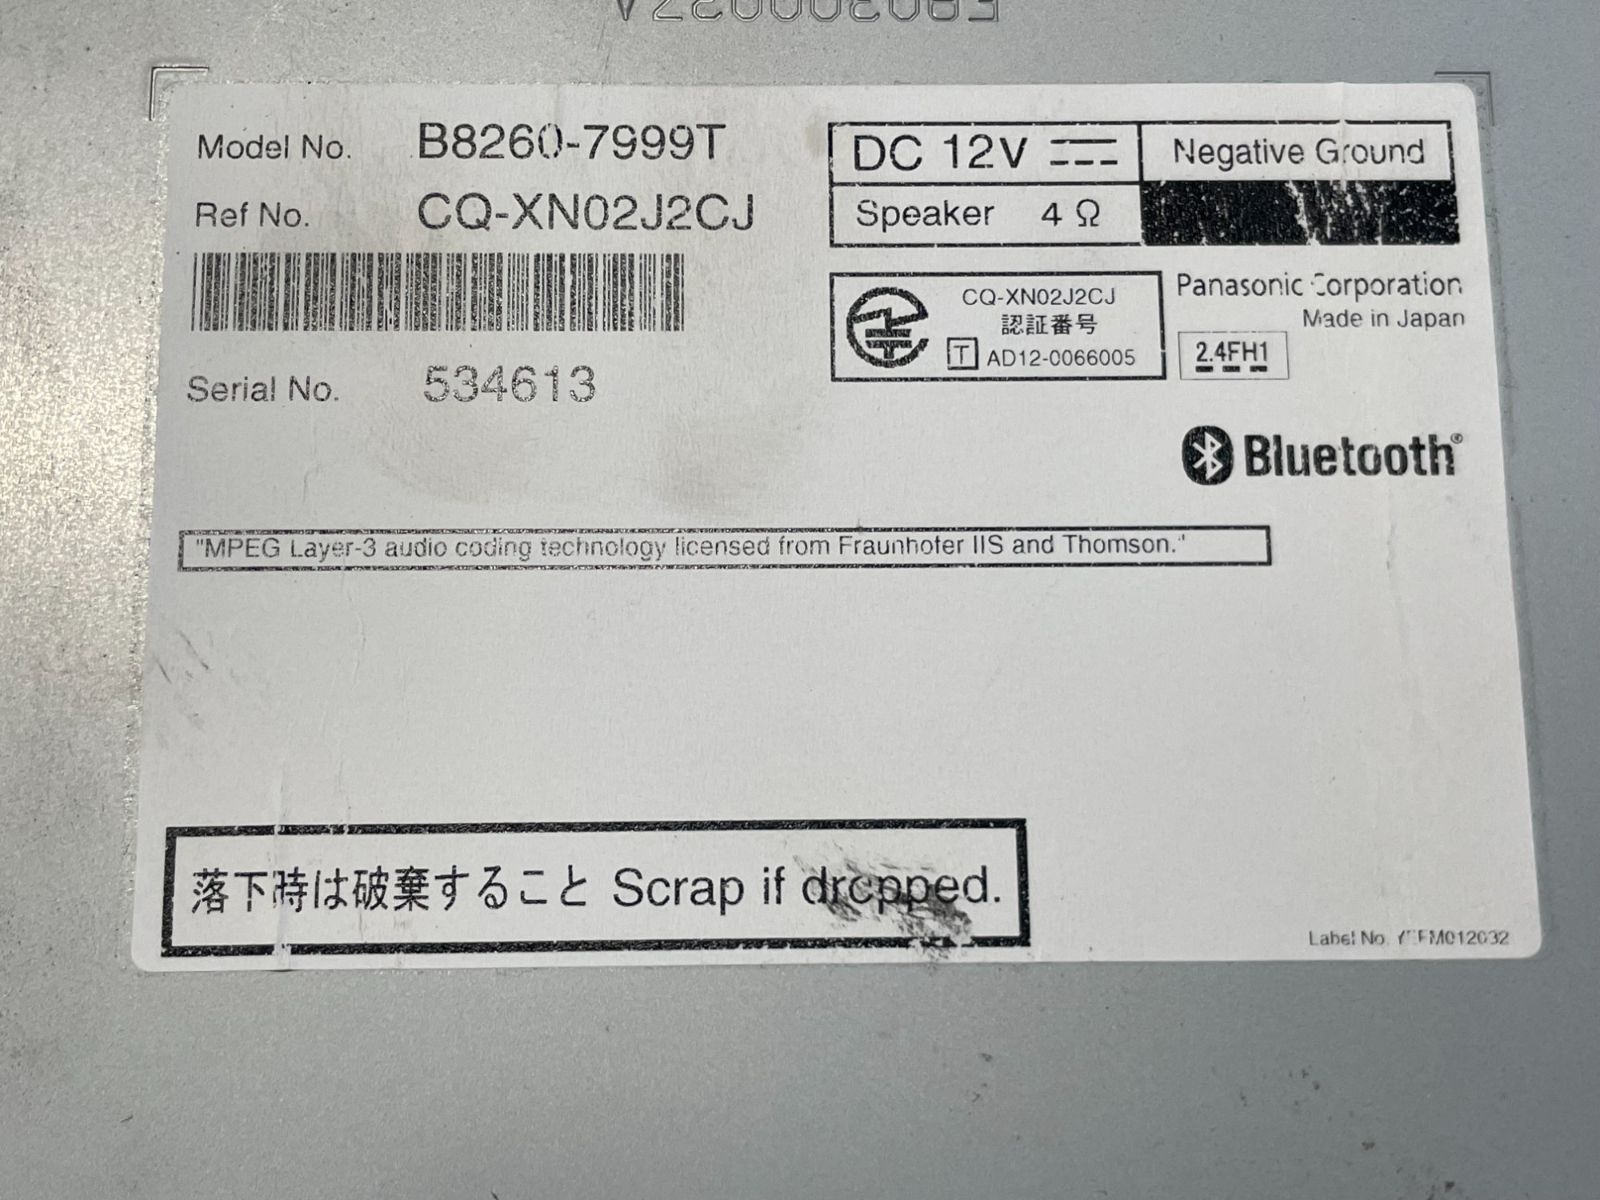 Model No. B8260-7999T
Ref No. CQ-XN02J2CJ
Serial No. 534613
DC 12V
Negative Ground
Speaker 4 Ω
CQ-XN02J2CJ
認証番号
T AD12-0066005
Panasonic Corporation
Made in Japan
2.4FH1
Bluetooth®
"MPEG Layer-3 audio coding technology licensed from Fraunhofer IIS and Thomson."
落下時は破棄すること Scrap if dropped.
Label No.